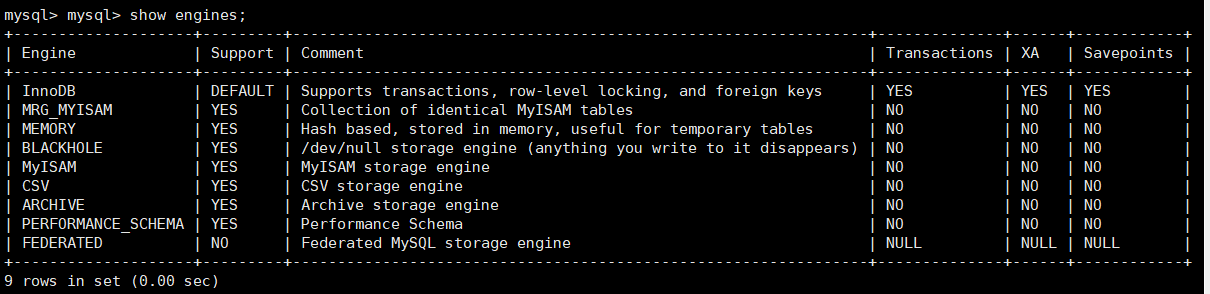 mysql> mysql> show engines;
+--------------------+---------+----------------------------------------------------------------+--------------+------+------------+
| Engine             | Support | Comment                                                        | Transactions | XA   | Savepoints |
+--------------------+---------+----------------------------------------------------------------+--------------+------+------------+
| InnoDB             | DEFAULT | Supports transactions, row-level locking, and foreign keys     | YES          | YES  | YES        |
| MRG_MYISAM         | YES     | Collection of identical MyISAM tables                          | NO           | NO   | NO         |
| MEMORY             | YES     | Hash based, stored in memory, useful for temporary tables      | NO           | NO   | NO         |
| BLACKHOLE          | YES     | /dev/null storage engine (anything you write to it disappears) | NO           | NO   | NO         |
| MyISAM             | YES     | MyISAM storage engine                                          | NO           | NO   | NO         |
| CSV                | YES     | CSV storage engine                                             | NO           | NO   | NO         |
| ARCHIVE            | YES     | Archive storage engine                                         | NO           | NO   | NO         |
| PERFORMANCE_SCHEMA | YES     | Performance Schema                                             | NO           | NO   | NO         |
| FEDERATED          | NO      | Federated MySQL storage engine                                 | NULL         | NULL | NULL       |
+--------------------+---------+----------------------------------------------------------------+--------------+------+------------+
9 rows in set (0.00 sec)